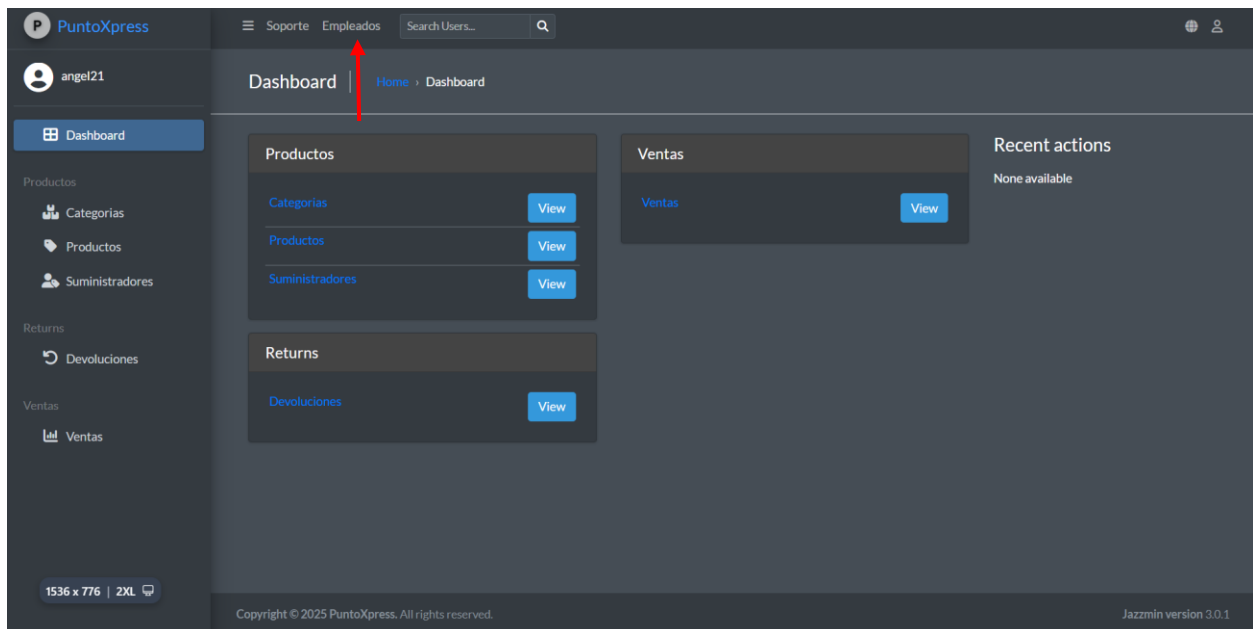 P PuntoXpress
Soporte Empleados Search Users...
angel21
Dashboard Home › Dashboard
Dashboard
Productos
Categorias
Productos
Suministradores
Returns
Devoluciones
Ventas
Ventas
Productos
Categorias View
Productos View
Suministradores View
Returns
Devoluciones View
Ventas
Ventas View
Recent actions
None available
1536 x 776 | 2XL
Copyright © 2025 PuntoXpress. All rights reserved.
Jazzmin version 3.0.1